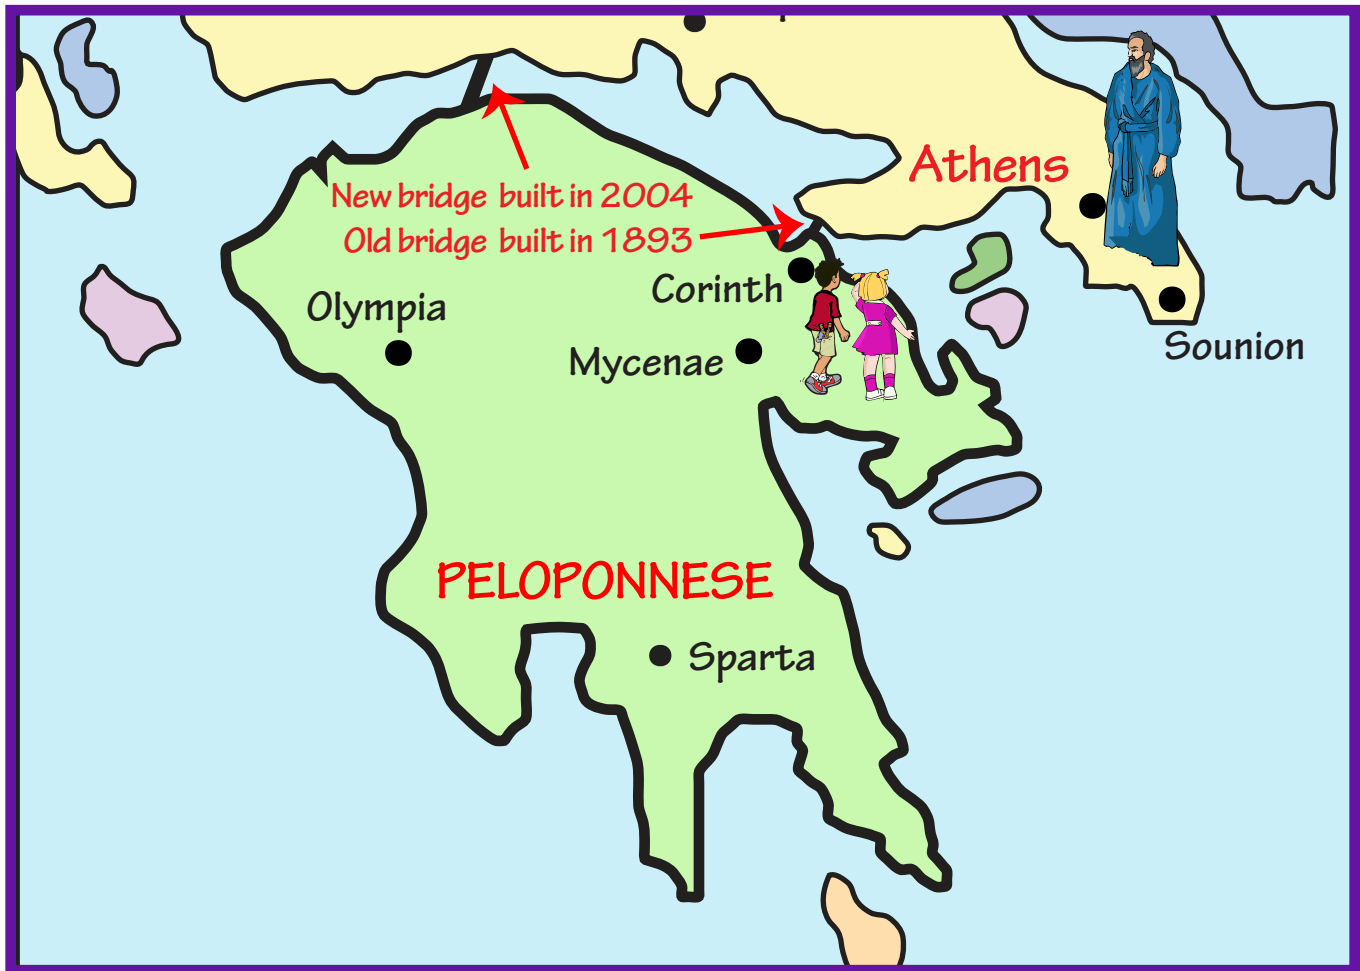 Athens
New bridge built in 2004
Old bridge built in 1893
Corinth
Olympia
Sounion
Mycenae
PELOPONNESE
Sparta